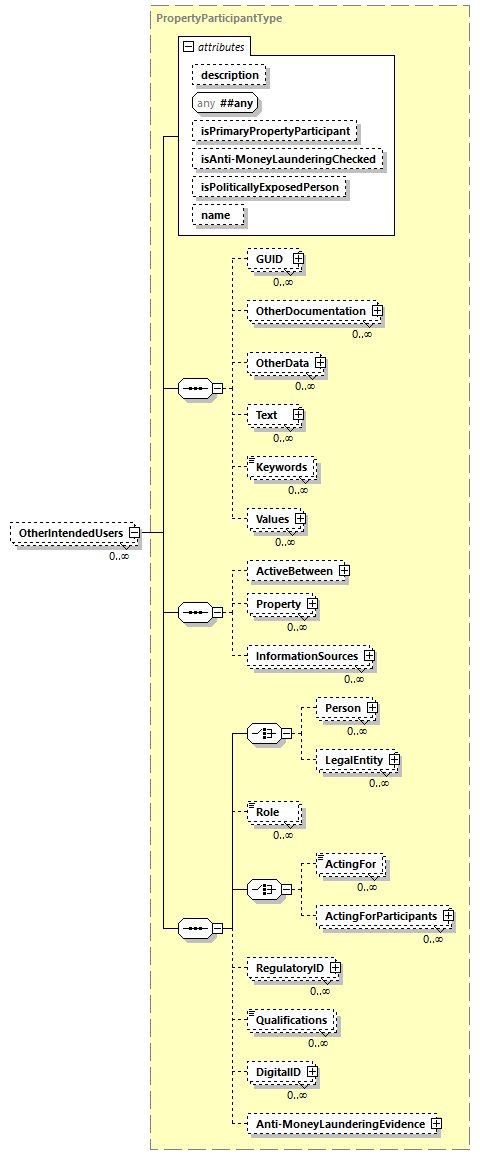 PropertyParticipantType
attributes
description
any ##any
isPrimaryPropertyParticipant
isAnti-MoneyLaunderingChecked
isPoliticallyExposedPerson
name
GUID
0..∞
OtherDocumentation
0..∞
OtherData
0..∞
Text
0..∞
Keywords
0..∞
Values
0..∞
OtherIntendedUsers
0..∞
ActiveBetween
Property
0..∞
InformationSources
0..∞
Person
0..∞
LegalEntity
0..∞
Role
0..∞
ActingFor
0..∞
ActingForParticipants
0..∞
RegulatoryID
0..∞
Qualifications
0..∞
DigitalID
0..∞
Anti-MoneyLaunderingEvidence